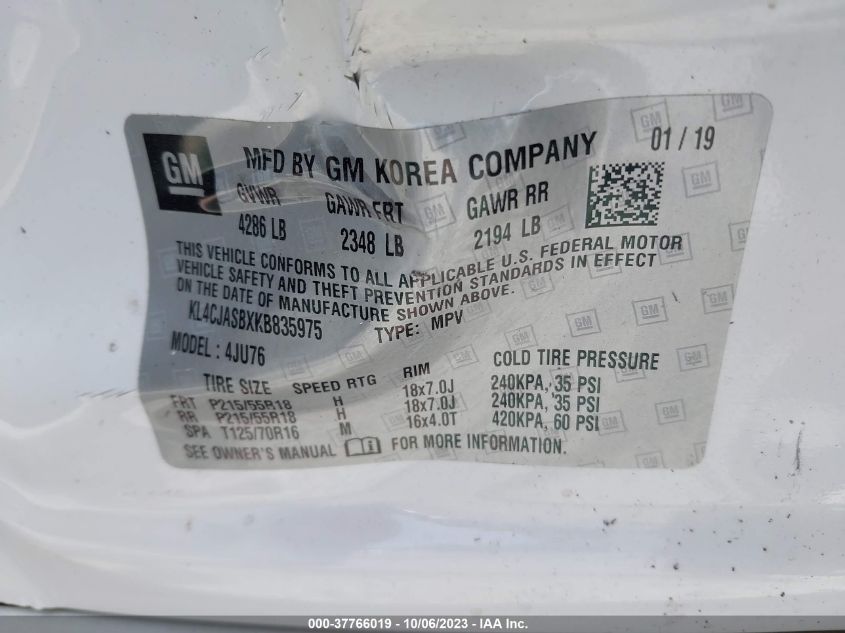 GM
MFD BY GM KOREA COMPANY 01 / 19
GVWR GAWR FRT GAWR RR
4286 LB 2348 LB 2194 LB
THIS VEHICLE CONFORMS TO ALL APPLICABLE U.S. FEDERAL MOTOR
VEHICLE SAFETY AND THEFT PREVENTION STANDARDS IN EFFECT
ON THE DATE OF MANUFACTURE SHOWN ABOVE.
KL4CJASBXKB835975 TYPE: MPV
MODEL: 4JU76
TIRE SIZE SPEED RTG RIM COLD TIRE PRESSURE
FRT P215/55R18 H 18x7.0J 240KPA, 35 PSI
RR P215/55R18 H 18x7.0J 240KPA, 35 PSI
SPA T125/70R16 M 16x4.0T 420KPA, 60 PSI
SEE OWNER'S MANUAL FOR MORE INFORMATION.
000-37766019 - 10/06/2023 - IAA Inc.